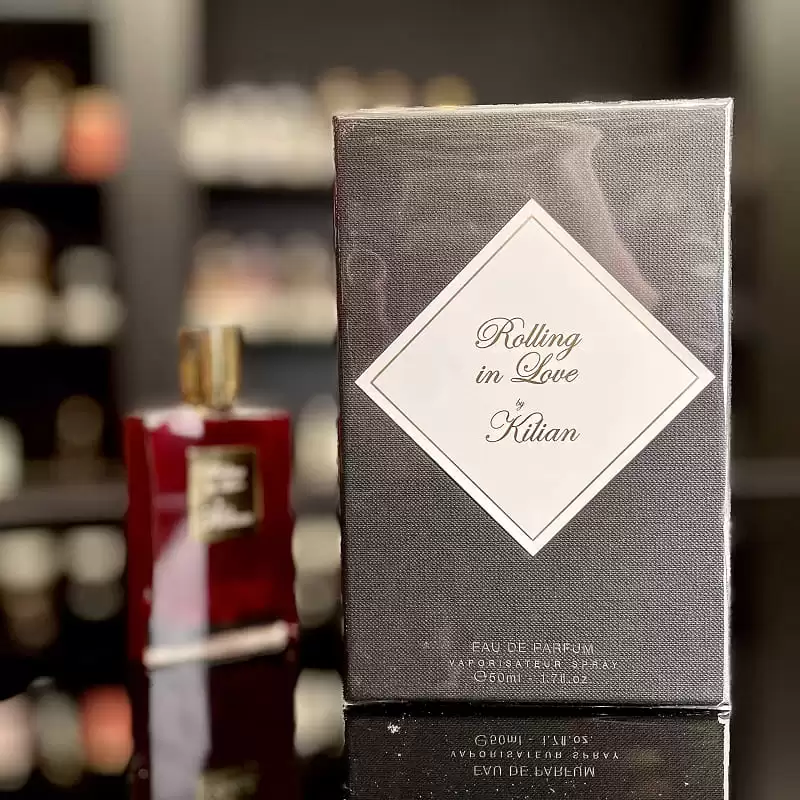 Rolling
in Love
by
Kilian
EAU DE PARFUM
VAPORISATEUR SPRAY
℮50ml - 1.7fl.oz